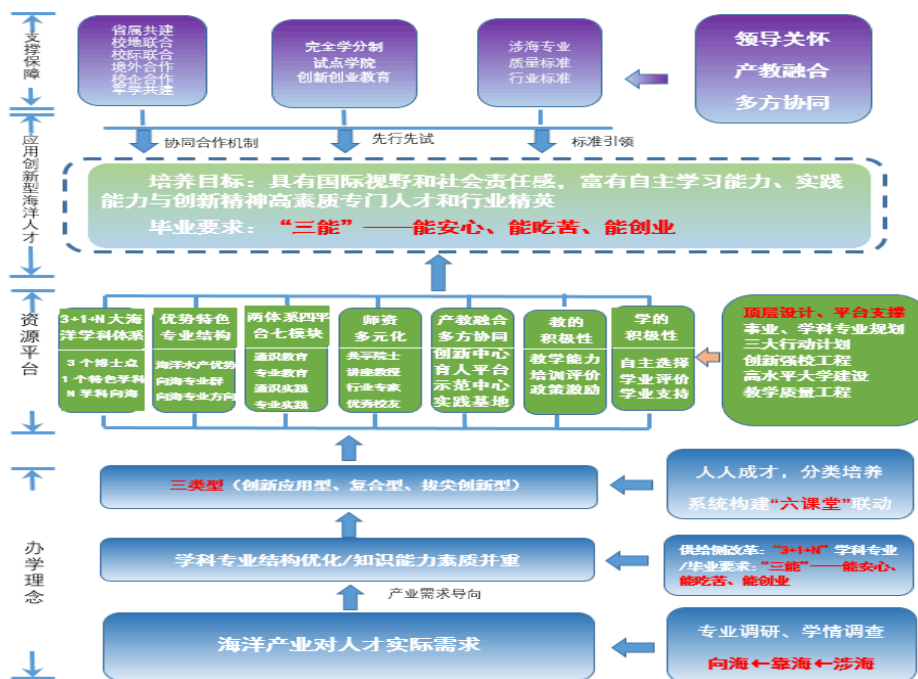 支撑保障
省属共建
校地联合
校际联合
境外合作
校企合作
军学共建
完全学分制
试点学院
创新创业教育
涉海专业
质量标准
行业标准
领导关怀
产教融合
多方协同
协同合作机制
先行先试
标准引领
应用创新型海洋人才
培养目标：具有国际视野和社会责任感，富有自主学习能力、实践
能力与创新精神高素质专门人才和行业精英
毕业要求：“三能”——能安心、能吃苦、能创业
资源平台
3+1+N大海
洋学科体系
3个博士点
1个特色学科
N学科向海
优势特色
专业结构
海洋水产优势
向海专业群
向海专业方向
两体系四平
台七模块
通识教育
专业教育
通识实践
专业实践
师资
多元化
共享院士
讲座教授
行业专家
优秀校友
产教融合
多方协同
创新中心
育人平台
示范中心
实践基地
教的
积极性
教学能力
培训评价
政策激励
学的
积极性
自主选择
学业评价
学业支持
顶层设计、平台支撑
事业、学科专业规划
三大行动计划
创新强校工程
高水平大学建设
教学质量工程
办学理念
三类型（创新应用型、复合型、拔尖创新型）
人人成才，分类培养
系统构建“六课堂”联动
学科专业结构优化/知识能力素质并重
供给侧改革：“3+1+N”学科专业
/毕业要求：“三能”——能安心、
能吃苦、能创业
产业需求导向
海洋产业对人才实际需求
专业调研、学情调查
向海←靠海←涉海